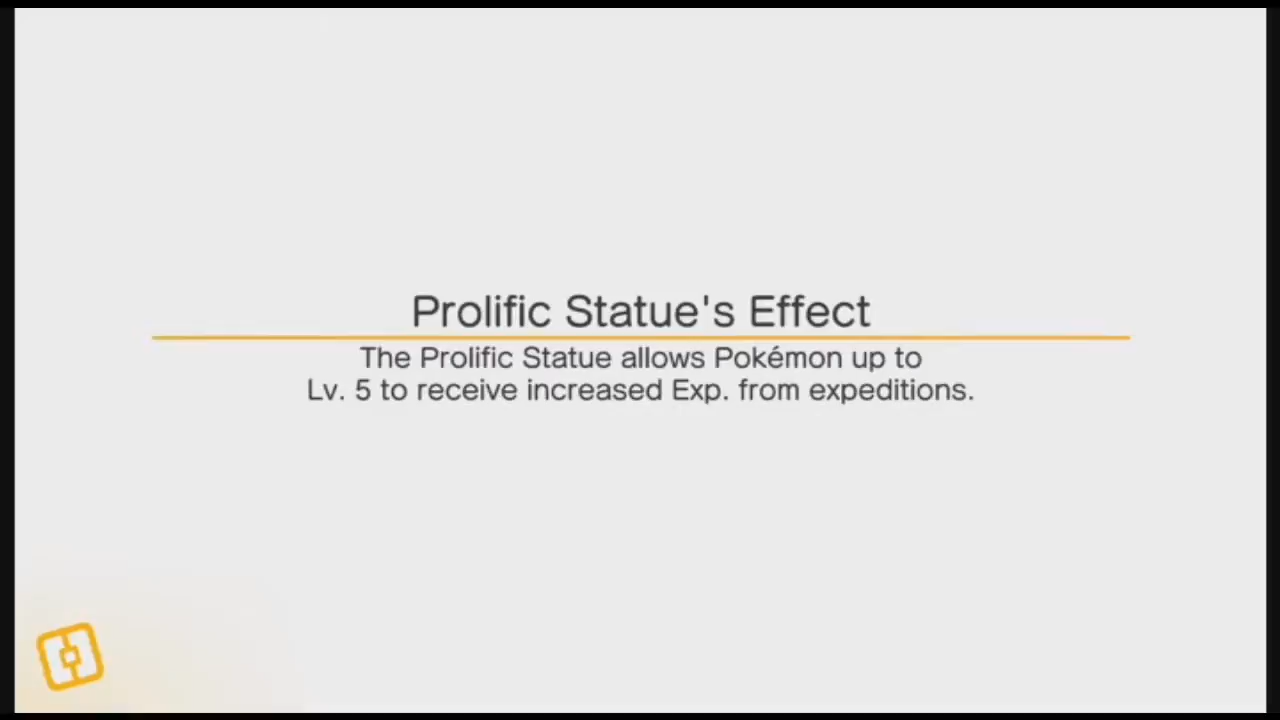 Prolific Statue's Effect
The Prolific Statue allows Pokémon up to
Lv. 5 to receive increased Exp. from expeditions.